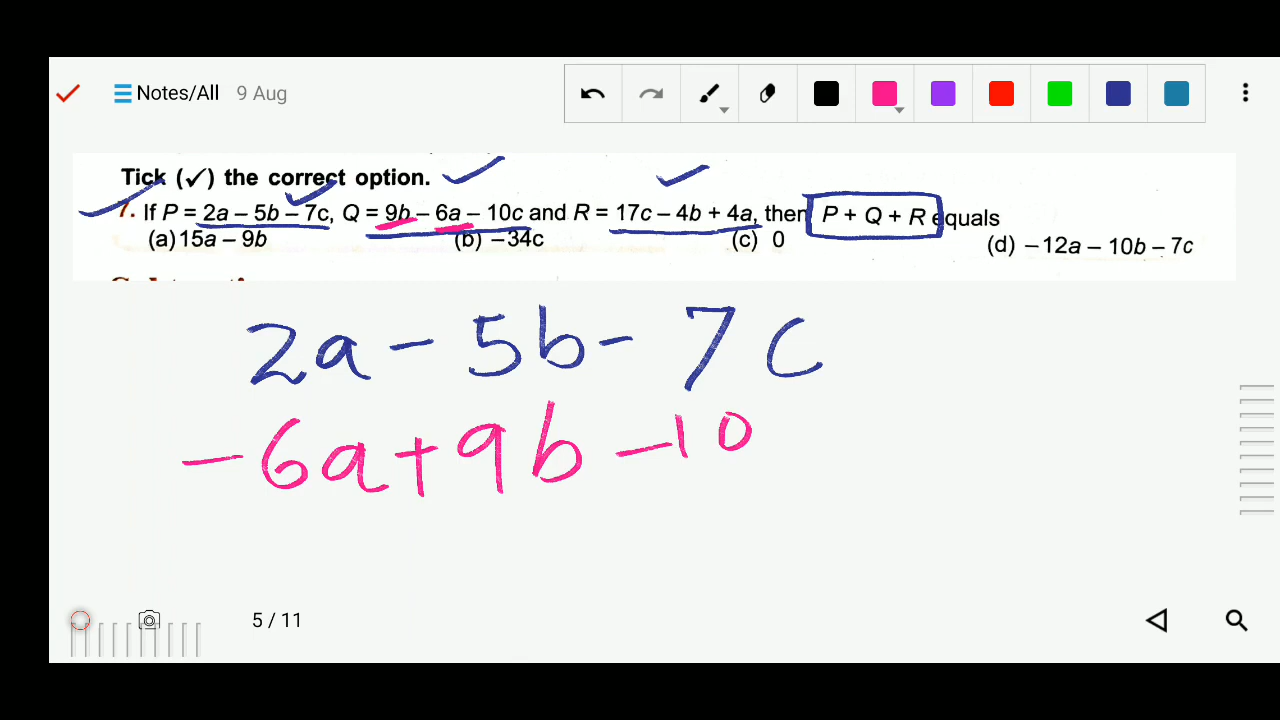 Notes/All 9 Aug
Tick (✓) the correct option.
7. If P = 2a – 5b – 7c, Q = 9b – 6a – 10c and R = 17c – 4b + 4a, then P + Q + R equals
(a) 15a – 9b (b) –34c (c) 0 (d) –12a – 10b – 7c
2a – 5b – 7c
–6a + 9b – 10
5 / 11